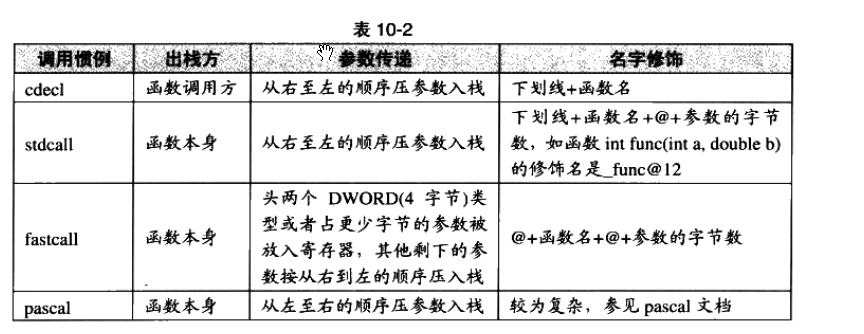 表 10-2
调用惯例 出栈方 参数传递 名字修饰
cdecl 函数调用方 从右至左的顺序压参数入栈 下划线+函数名
stdcall 函数本身 从右至左的顺序压参数入栈 下划线+函数名+@+参数的字节
数，如函数 int func(int a, double b)
的修饰名是_func@12
fastcall 函数本身 头两个 DWORD(4 字节)类
型或者占更少字节的参数被
放入寄存器，其他剩下的参
数按从右到左的顺序压入栈
@+函数名+@+参数的字节数
pascal 函数本身 从左至右的顺序压参数入栈 较为复杂，参见 pascal 文档